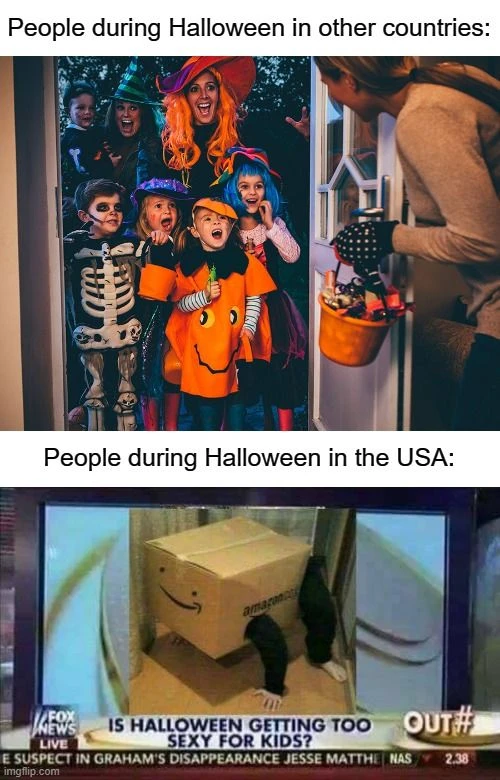 People during Halloween in other countries:
People during Halloween in the USA:
amazon
FOX
NEWS
LIVE
IS HALLOWEEN GETTING TOO
SEXY FOR KIDS?
OUT#
E SUSPECT IN GRAHAM'S DISAPPEARANCE JESSE MATTHE NAS 2.38
imgflip.com